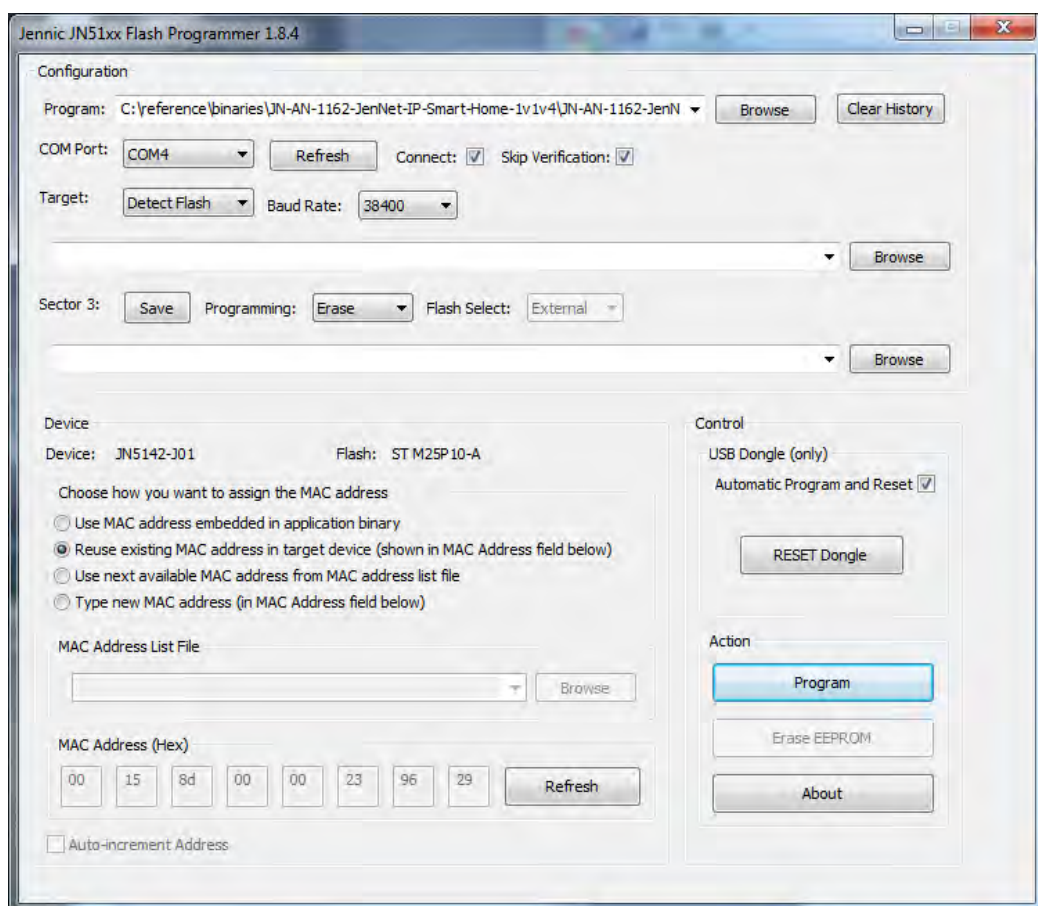 Jennic JN51xx Flash Programmer 1.8.4
Configuration
Program: C:\reference\binaries\JN-AN-1162-JenNet-IP-Smart-Home-1v1v4\JN-AN-1162-JenN Browse Clear History
COM Port: COM4 Refresh Connect: Skip Verification:
Target: Detect Flash Baud Rate: 38400
Browse
Sector 3: Save Programming: Erase Flash Select: External
Browse
Device
Device: JN5142-J01 Flash: ST M25P10-A
Choose how you want to assign the MAC address
Use MAC address embedded in application binary
Reuse existing MAC address in target device (shown in MAC Address field below)
Use next available MAC address from MAC address list file
Type new MAC address (in MAC Address field below)
MAC Address List File
Browse
MAC Address (Hex)
00 15 8d 00 00 23 96 29 Refresh
Auto-increment Address
Control
USB Dongle (only)
Automatic Program and Reset
RESET Dongle
Action
Program
Erase EEPROM
About